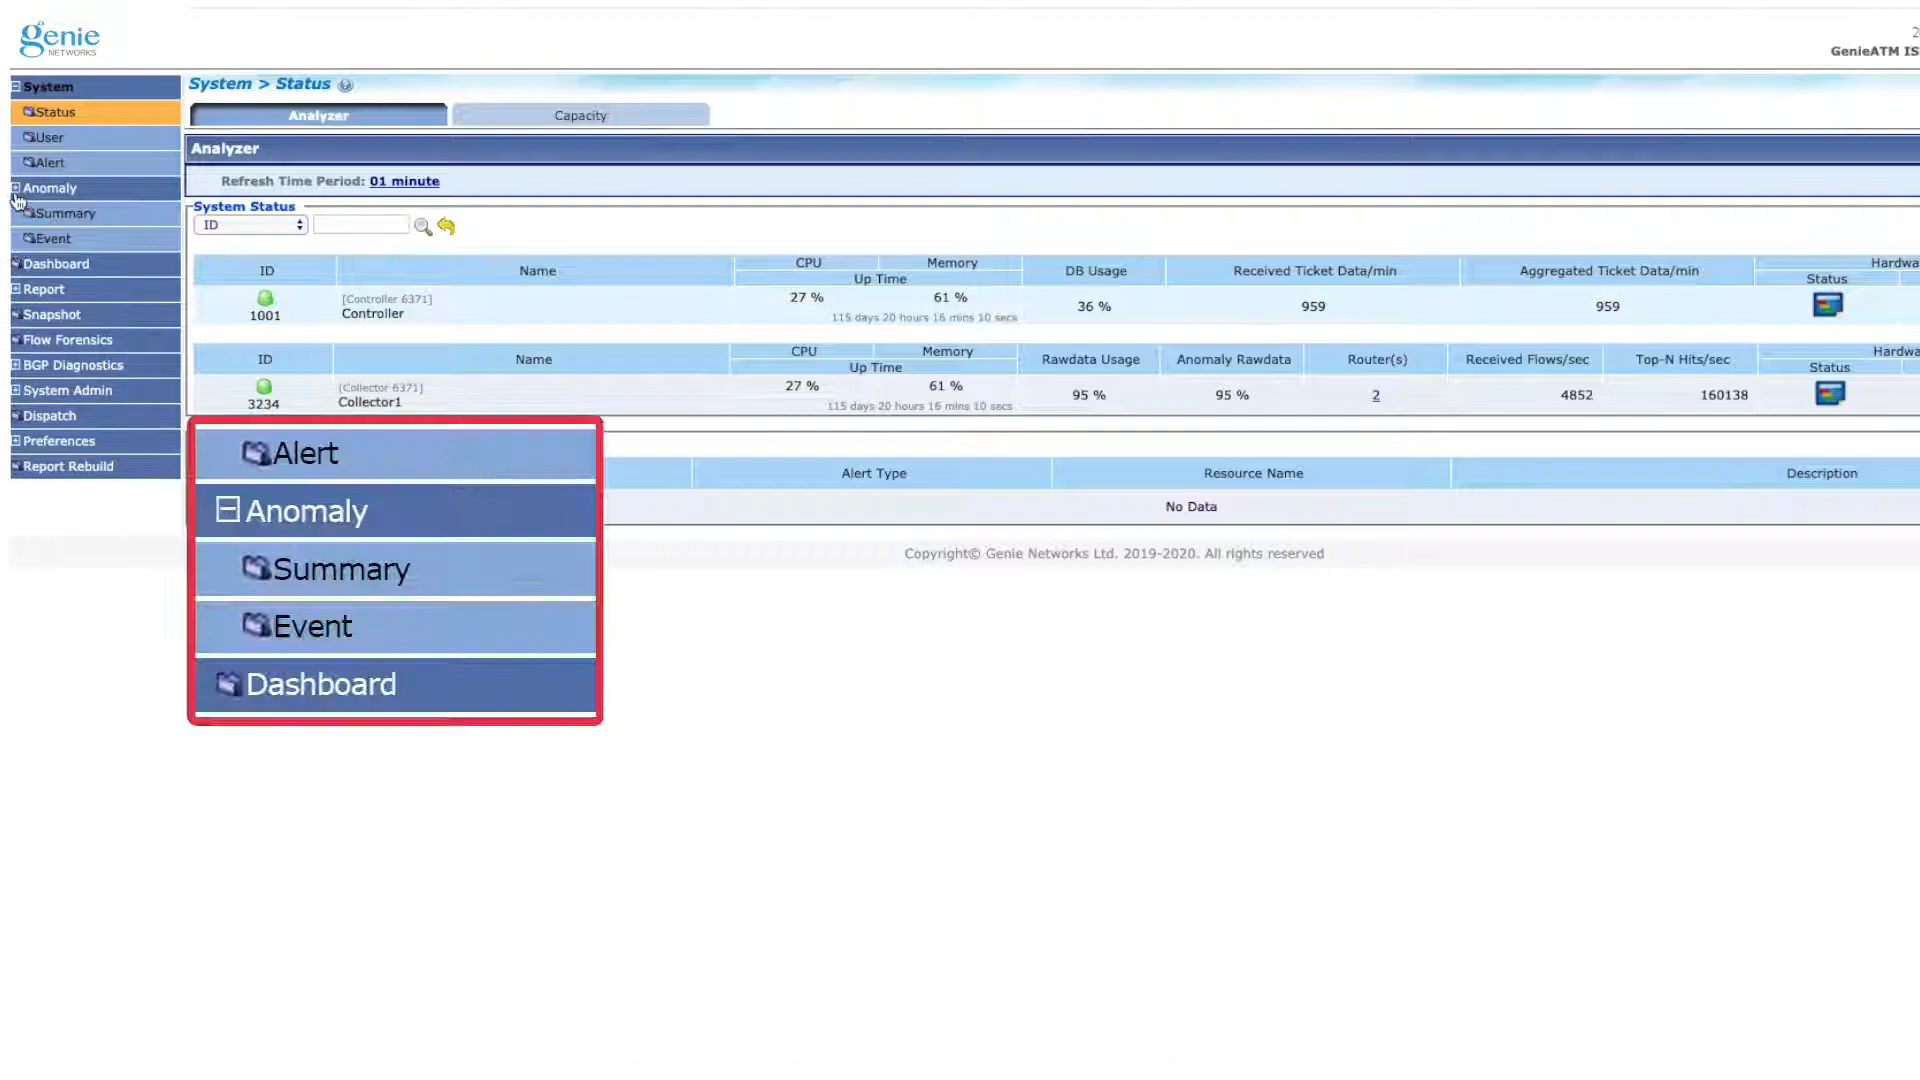 genie
NETWORKS
GenieATM IS
System
Status
User
Alert
Anomaly
Summary
Event
Dashboard
Report
Snapshot
Flow Forensics
BGP Diagnostics
System Admin
Dispatch
Preferences
Report Rebuild
System > Status
Analyzer Capacity
Analyzer
Refresh Time Period: 01 minute
System Status
ID
ID Name CPU Memory Up Time DB Usage Received Ticket Data/min Aggregated Ticket Data/min Status Hardwa
1001 [Controller 6371] Controller 27 % 61 % 115 days 20 hours 16 mins 10 secs 36 % 959 959
ID Name CPU Memory Up Time Rawdata Usage Anomaly Rawdata Router(s) Received Flows/sec Top-N Hits/sec Status Hardwa
3234 [Collector 6371] Collector1 27 % 61 % 115 days 20 hours 16 mins 10 secs 95 % 95 % 2 4852 160138
Alert Type Resource Name Description
No Data
Alert
Anomaly
Summary
Event
Dashboard
Copyright© Genie Networks Ltd. 2019-2020. All rights reserved